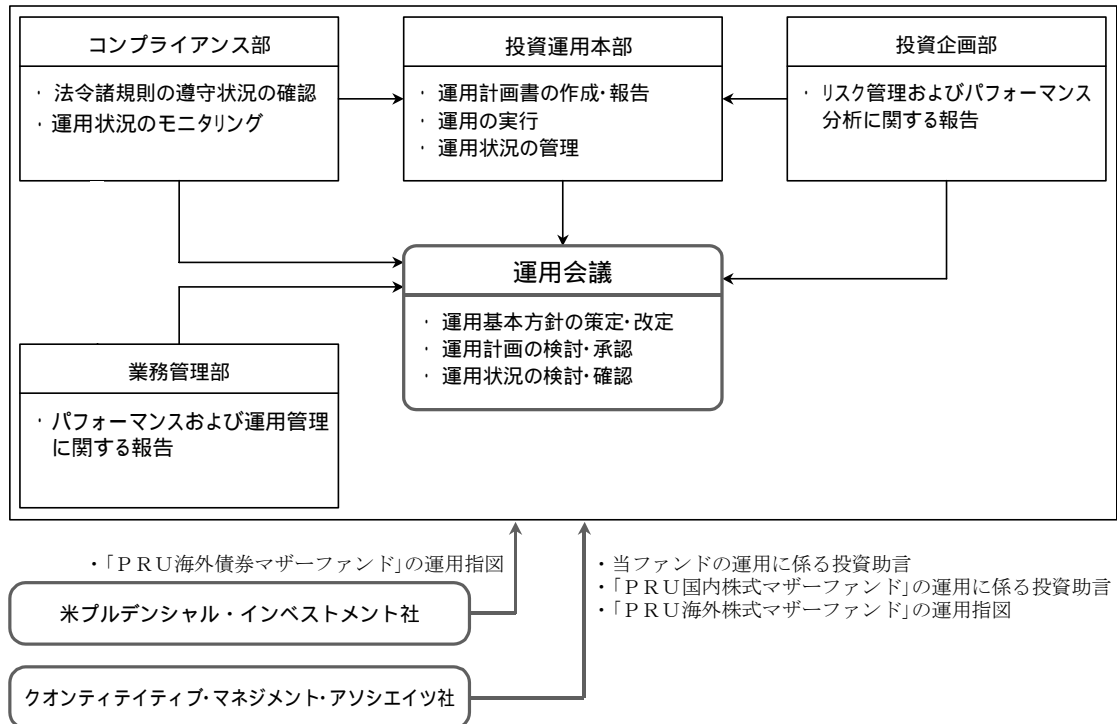 コンプライアンス部
・ 法令諸規則の遵守状況の確認
・運用状況のモニタリング
投資運用本部
・ 運用計画書の作成・報告
・ 運用の実行
・ 運用状況の管理
投資企画部
・ リスク管理およびパフォーマンス
分析に関する報告
運用会議
・ 運用基本方針の策定・改定
・ 運用計画の検討・承認
・ 運用状況の検討・確認
業務管理部
・パフォーマンスおよび運用管理
に関する報告
・「ＰＲＵ海外債券マザーファンド」の運用指図
・当ファンドの運用に係る投資助言
・「ＰＲＵ国内株式マザーファンド」の運用に係る投資助言
・「ＰＲＵ海外株式マザーファンド」の運用指図
米プルデンシャル・インベストメント社
クオンティテイティブ・マネジメント・アソシエイツ社